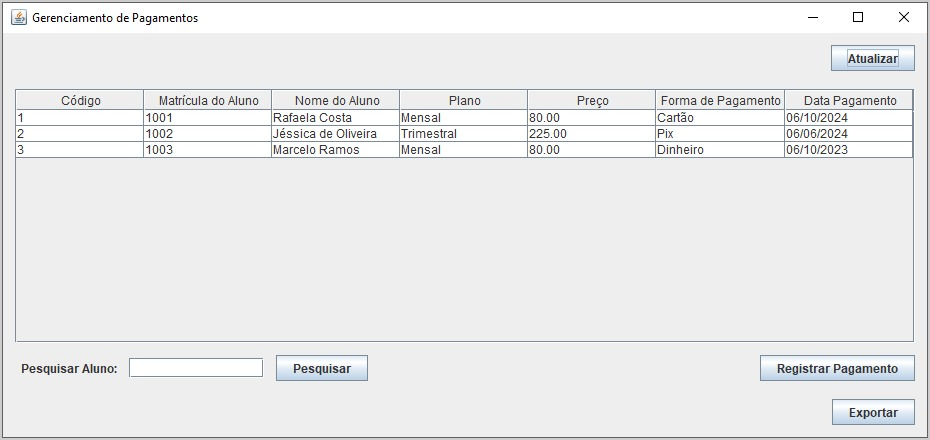 Gerenciamento de Pagamentos
Atualizar
Código Matrícula do Aluno Nome do Aluno Plano Preço Forma de Pagamento Data Pagamento
1 1001 Rafaela Costa Mensal 80.00 Cartão 06/10/2024
2 1002 Jéssica de Oliveira Trimestral 225.00 Pix 06/06/2024
3 1003 Marcelo Ramos Mensal 80.00 Dinheiro 06/10/2023
Pesquisar Aluno: Pesquisar Registrar Pagamento
Exportar